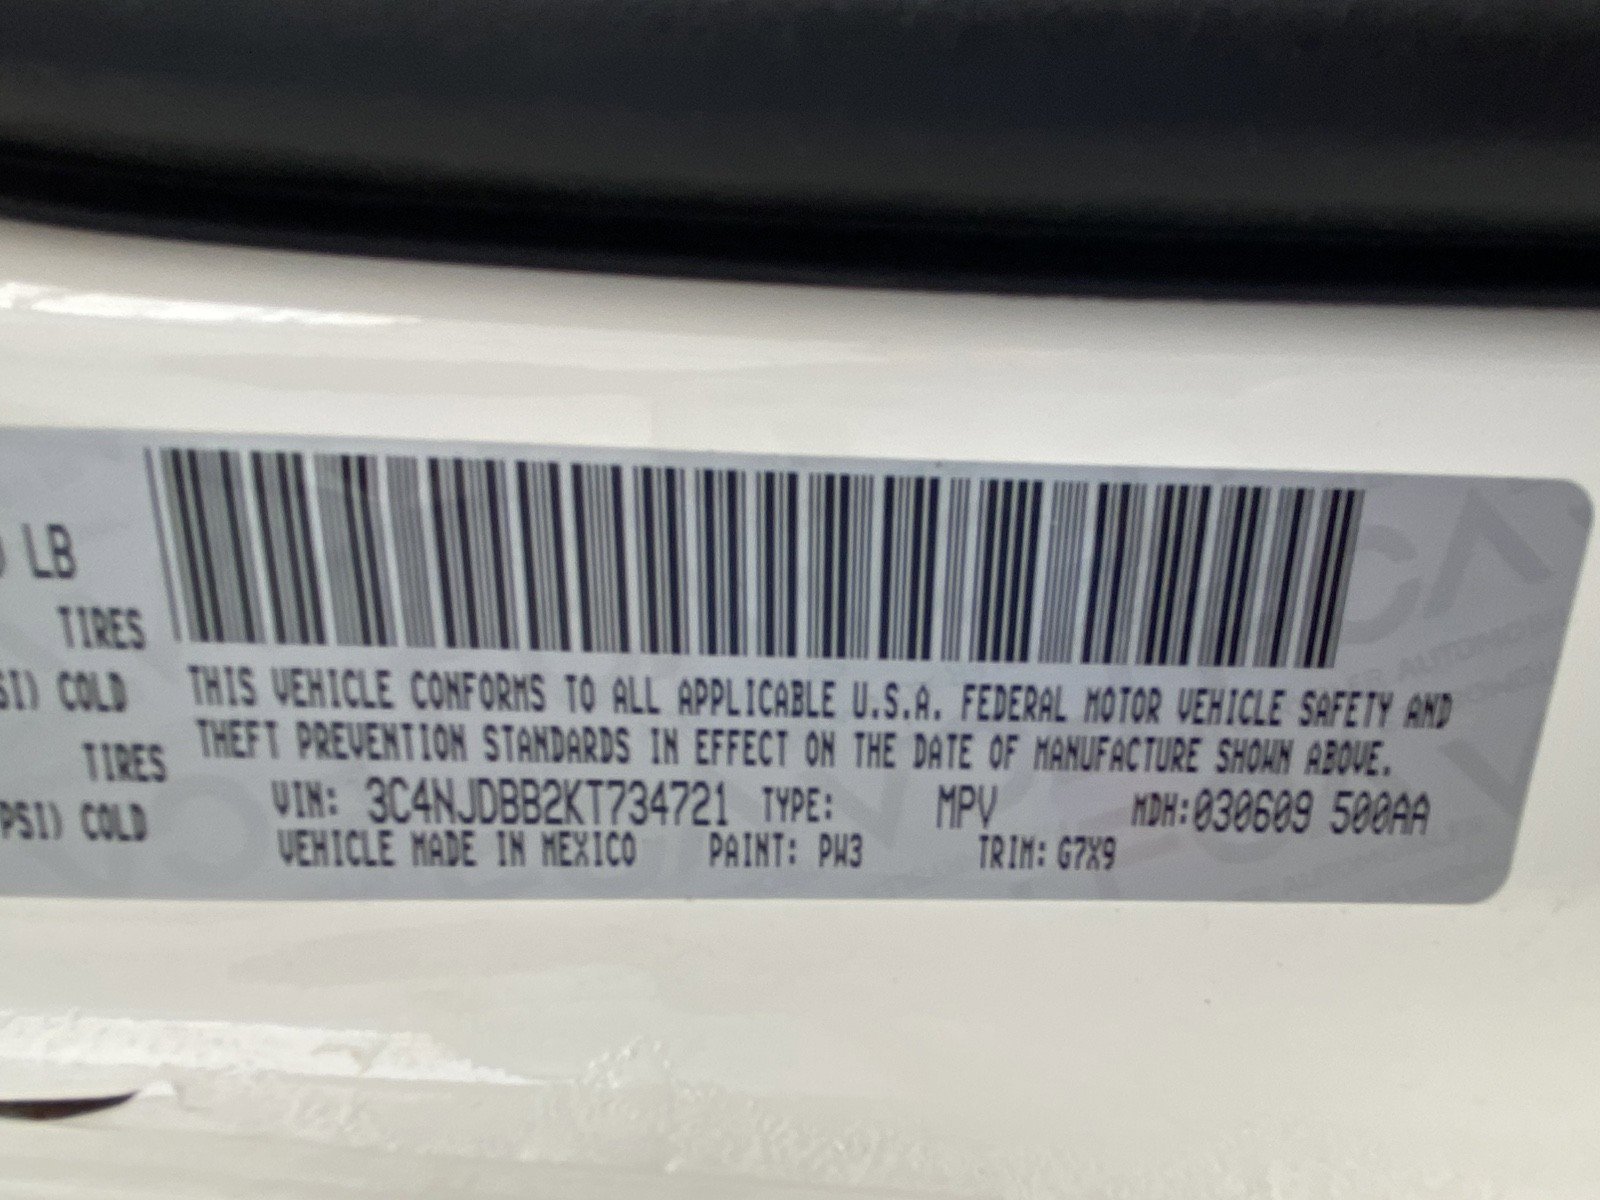 LB
TIRES
COLD
TIRES
PSI) COLD
THIS VEHICLE CONFORMS TO ALL APPLICABLE U.S.A. FEDERAL MOTOR VEHICLE SAFETY AND
THEFT PREVENTION STANDARDS IN EFFECT ON THE DATE OF MANUFACTURE SHOWN ABOVE.
VIN: 3C4NJDBB2KT734721 TYPE: MPV MDH:030609 500AA
VEHICLE MADE IN MEXICO PAINT: PW3 TRIM: G7X9